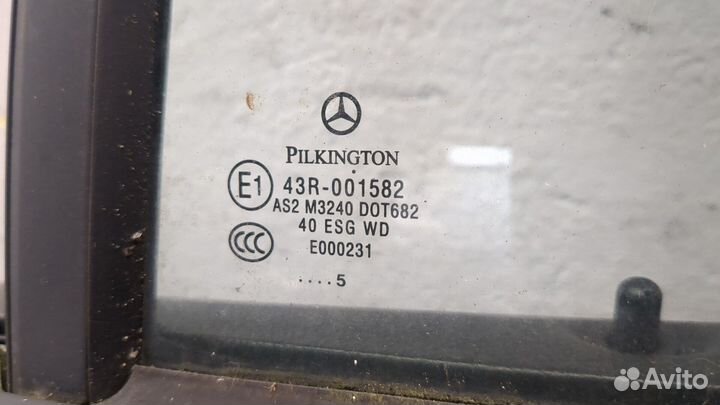 PILKINGTON
E1 43R-001582
AS2 M3240 DOT682
40 ESG WD
CCC E000231
....5
Avito